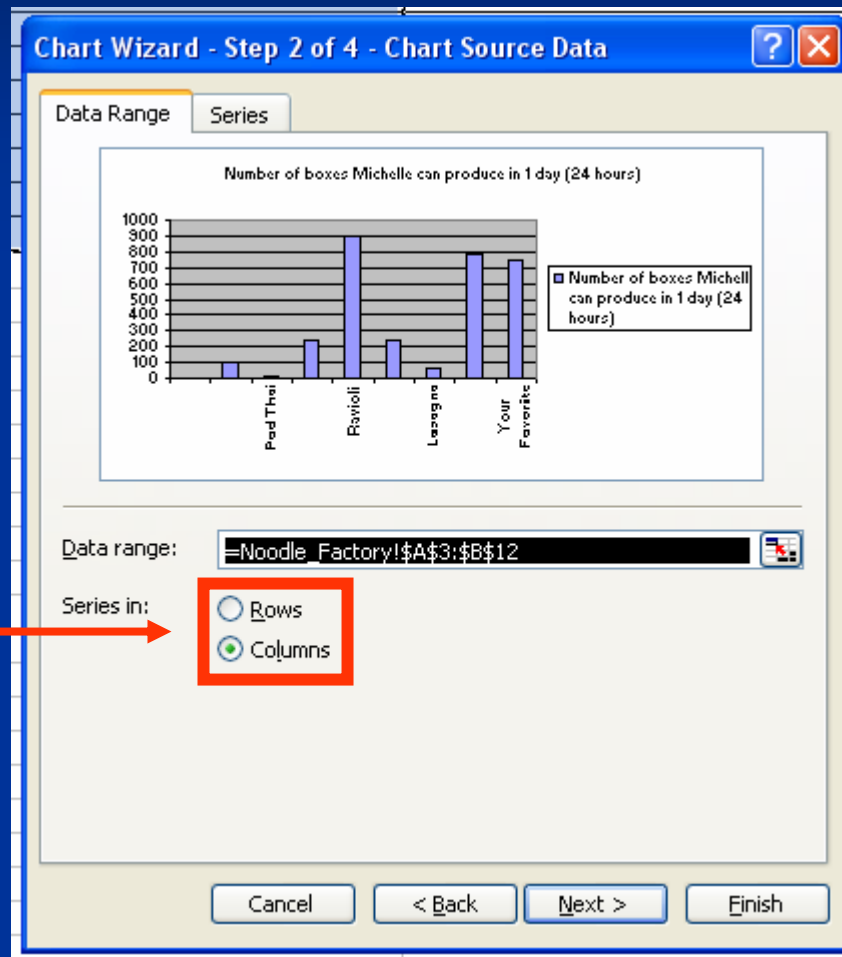 Chart Wizard - Step 2 of 4 - Chart Source Data
Data Range
Series
Number of boxes Michelle can produce in 1 day (24 hours)
1000
900
800
700
600
500
400
300
200
100
0
Pad Thai
Ravioli
Lasagna
Your
Favorite
Number of boxes Michell
can produce in 1 day (24
hours)
Data range:
=Noodle_Factory!$A$3:$B$12
Series in:
Rows
Columns
Cancel
< Back
Next >
Finish